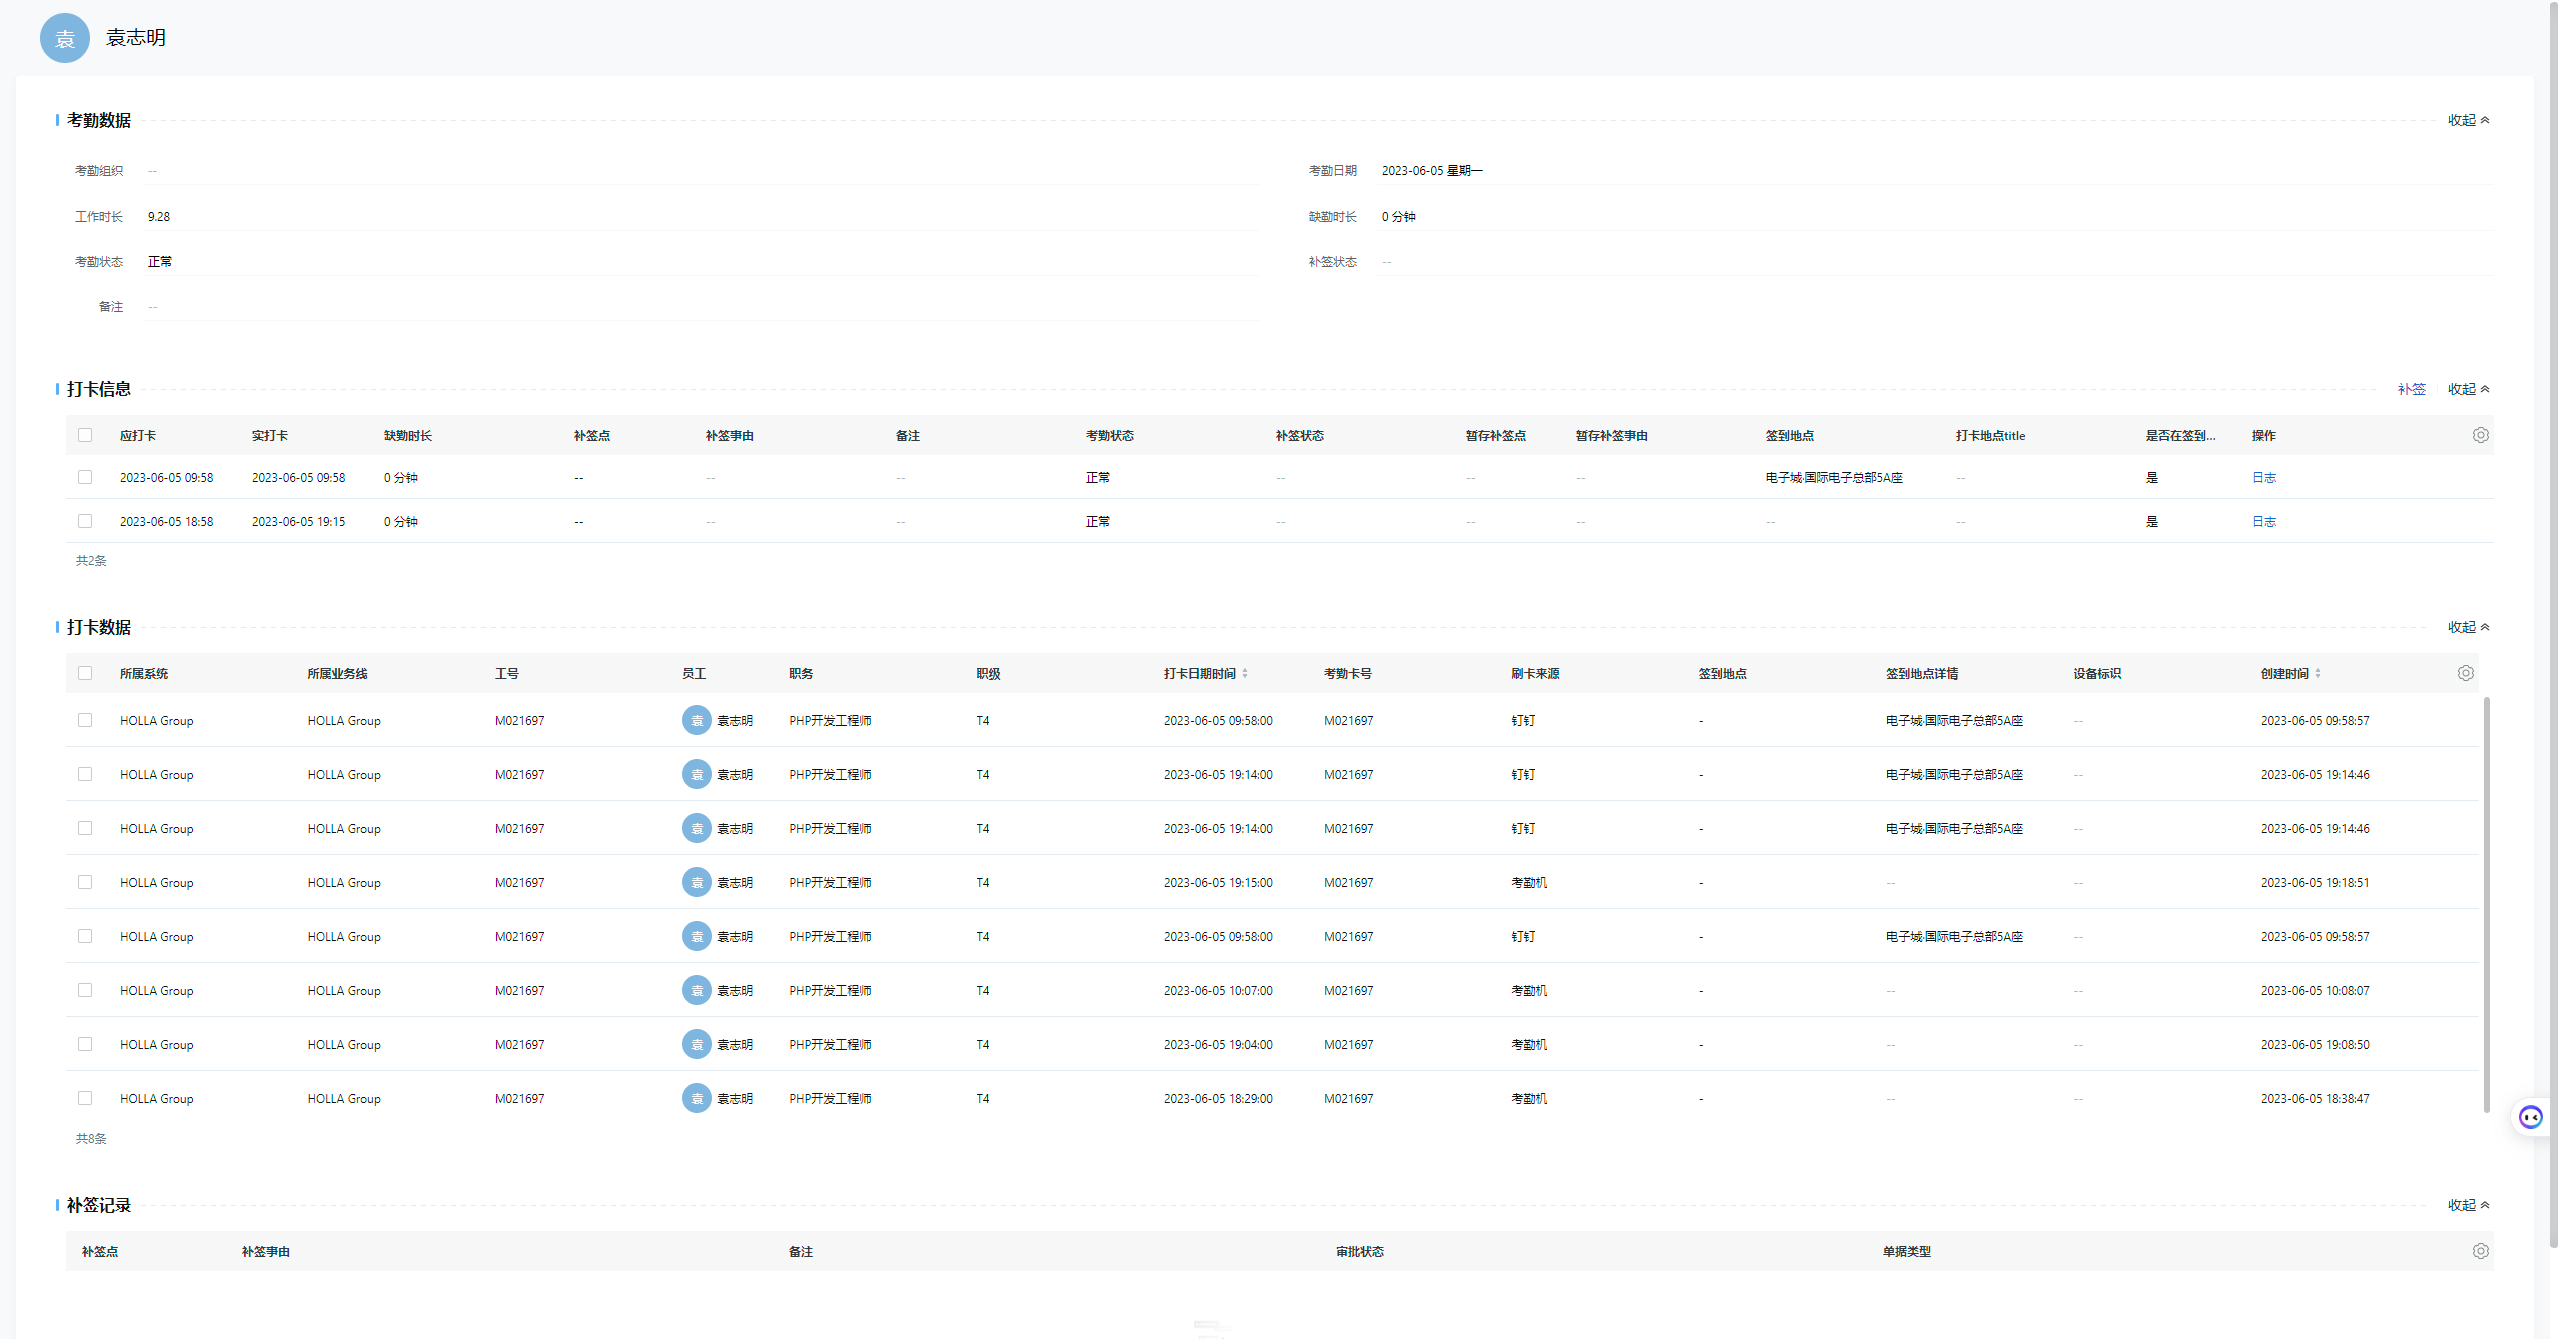 袁 袁志明
考勤数据 收起
考勤组织 -- 考勤日期 2023-06-05 星期一
工作时长 9.28 缺勤时长 0 分钟
考勤状态 正常 补签状态 --
备注 --
打卡信息 补签 收起
应打卡 实打卡 缺勤时长 补签点 补签事由 备注 考勤状态 补签状态 暂存补签点 暂存补签事由 签到地点 打卡地点title 是否在签到... 操作
2023-06-05 09:58 2023-06-05 09:58 0 分钟 -- -- -- 正常 -- -- -- 电子城·国际电子总部5A座 -- 是 日志
2023-06-05 18:58 2023-06-05 19:15 0 分钟 -- -- -- 正常 -- -- -- -- -- 是 日志
共2条
打卡数据 收起
所属系统 所属业务线 工号 员工 职务 职级 打卡日期时间 考勤卡号 刷卡来源 签到地点 签到地点详情 设备标识 创建时间
HOLLA Group HOLLA Group M021697 袁 袁志明 PHP开发工程师 T4 2023-06-05 09:58:00 M021697 钉钉 - 电子城·国际电子总部5A座 -- 2023-06-05 09:58:57
HOLLA Group HOLLA Group M021697 袁 袁志明 PHP开发工程师 T4 2023-06-05 19:14:00 M021697 钉钉 - 电子城·国际电子总部5A座 -- 2023-06-05 19:14:46
HOLLA Group HOLLA Group M021697 袁 袁志明 PHP开发工程师 T4 2023-06-05 19:14:00 M021697 钉钉 - 电子城·国际电子总部5A座 -- 2023-06-05 19:14:46
HOLLA Group HOLLA Group M021697 袁 袁志明 PHP开发工程师 T4 2023-06-05 19:15:00 M021697 考勤机 - -- -- 2023-06-05 19:18:51
HOLLA Group HOLLA Group M021697 袁 袁志明 PHP开发工程师 T4 2023-06-05 09:58:00 M021697 钉钉 - 电子城·国际电子总部5A座 -- 2023-06-05 09:58:57
HOLLA Group HOLLA Group M021697 袁 袁志明 PHP开发工程师 T4 2023-06-05 10:07:00 M021697 考勤机 - -- -- 2023-06-05 10:08:07
HOLLA Group HOLLA Group M021697 袁 袁志明 PHP开发工程师 T4 2023-06-05 19:04:00 M021697 考勤机 - -- -- 2023-06-05 19:08:50
HOLLA Group HOLLA Group M021697 袁 袁志明 PHP开发工程师 T4 2023-06-05 18:29:00 M021697 考勤机 - -- -- 2023-06-05 18:38:47
共8条
补签记录 收起
补签点 补签事由 备注 审批状态 单据类型